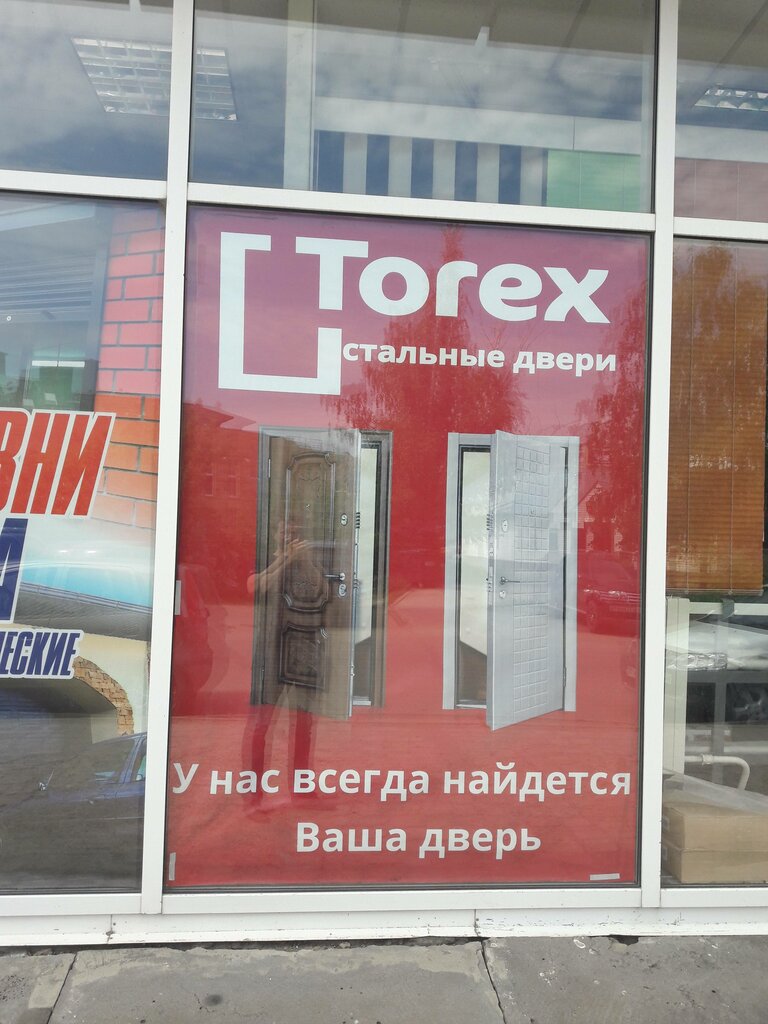 Torex
стальные двери
У нас всегда найдется
Ваша дверь